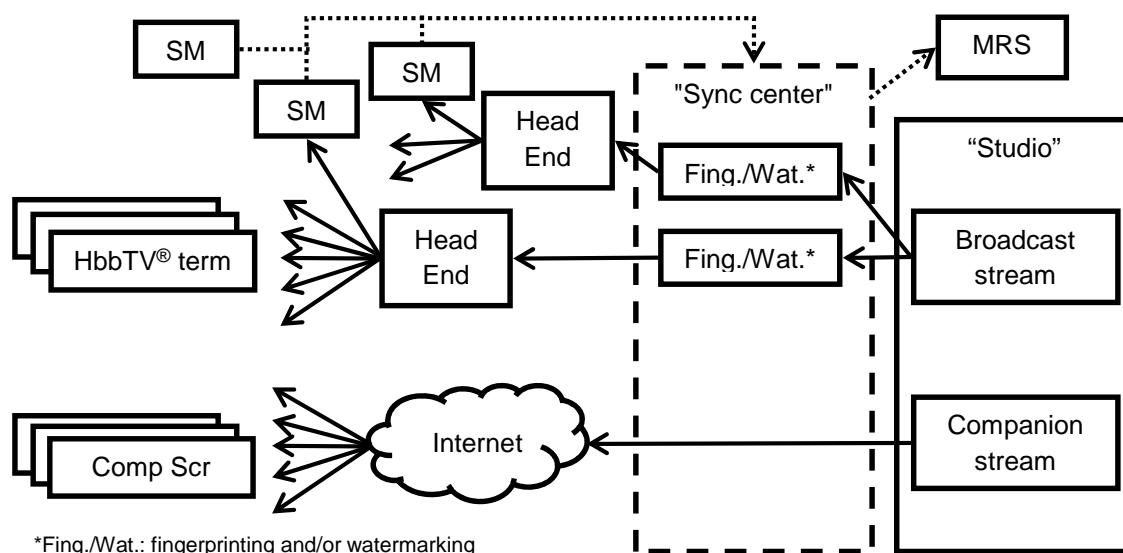 SM
MRS
SM
"Sync center"
SM
Head
End
“Studio”
Fing./Wat.*
Head
End
Fing./Wat.*
Broadcast
stream
HbbTV® term
Companion
stream
Internet
Comp Scr
*Fing./Wat.: fingerprinting and/or watermarking